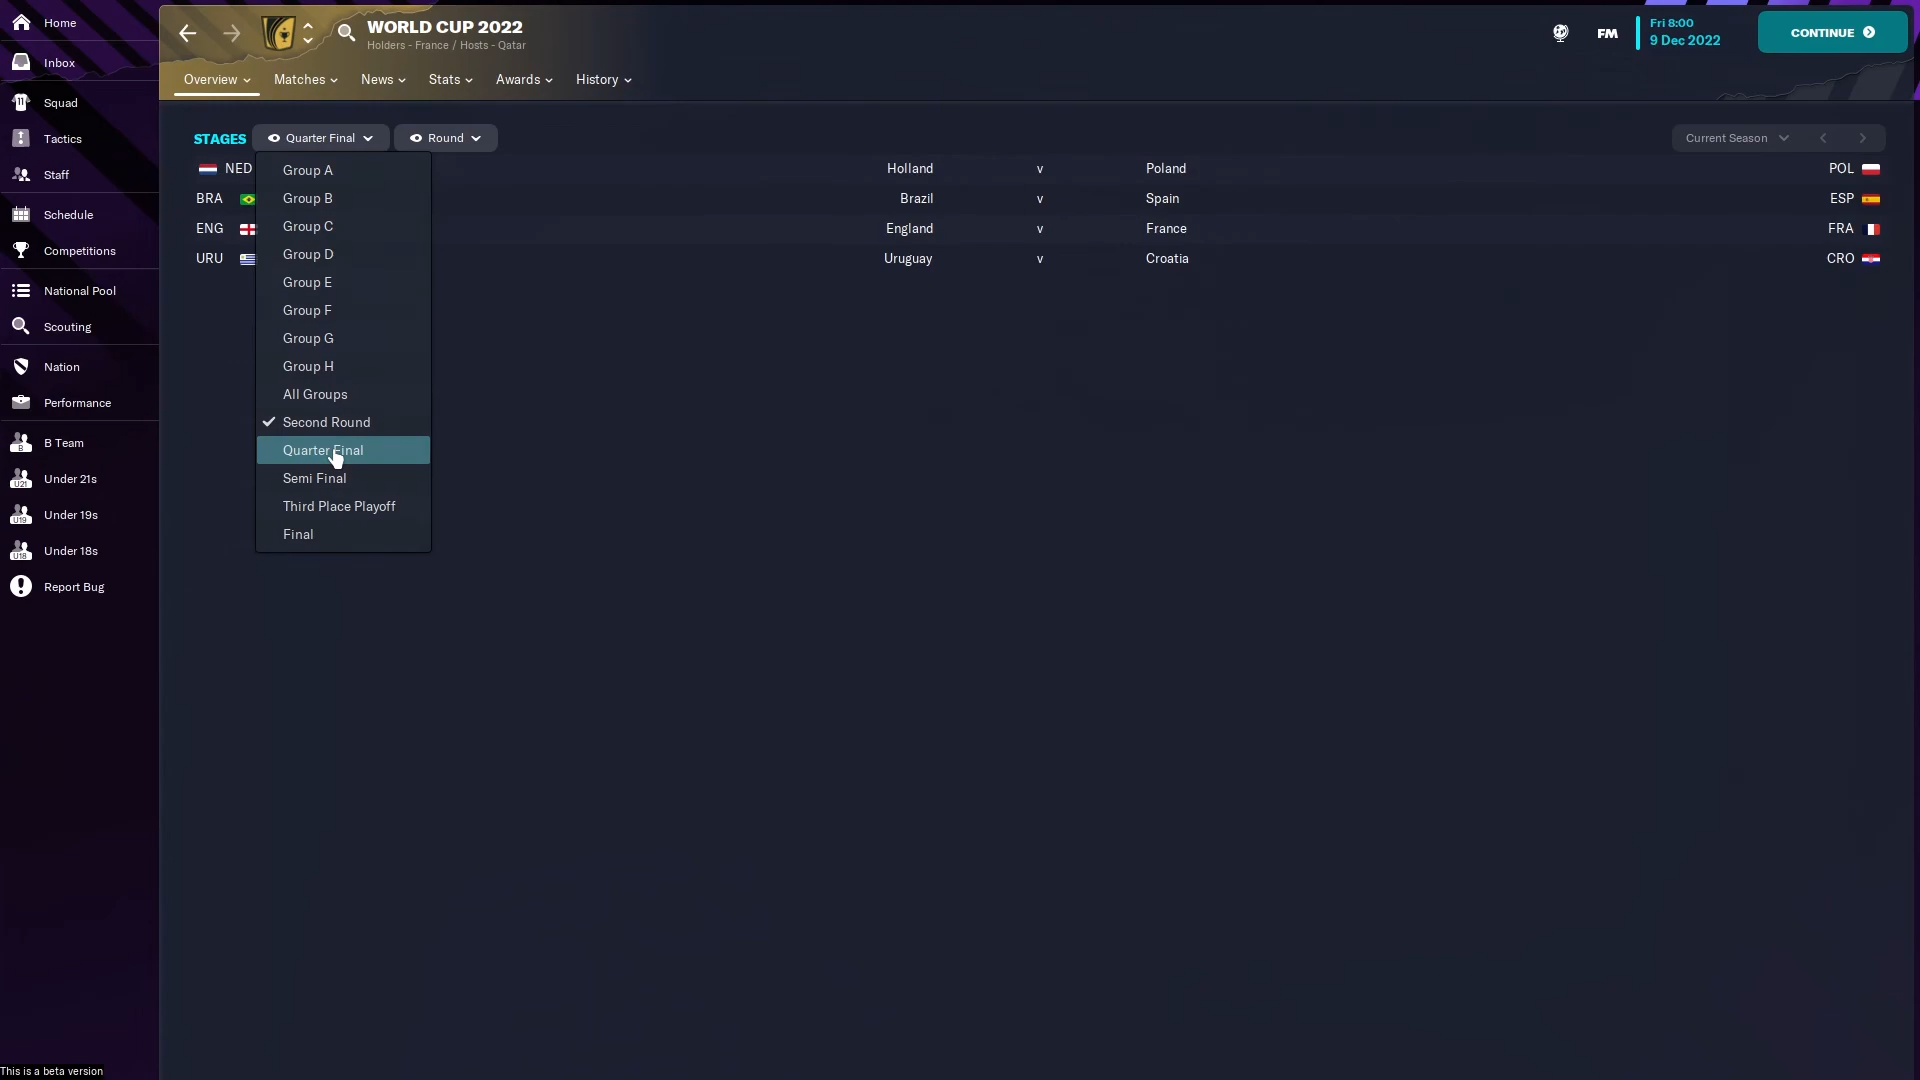 Home
Inbox
Squad
Tactics
Staff
Schedule
Competitions
National Pool
Scouting
Nation
Performance
B Team
Under 21s
Under 19s
Under 18s
Report Bug
This is a beta version
WORLD CUP 2022
Holders - France / Hosts - Qatar
FM
Fri 8:00
9 Dec 2022
CONTINUE
Overview Matches News Stats Awards History
STAGES Quarter Final Round Current Season
NED Holland v Poland POL
BRA Brazil v Spain ESP
ENG England v France FRA
URU Uruguay v Croatia CRO
Group A
Group B
Group C
Group D
Group E
Group F
Group G
Group H
All Groups
Second Round
Quarter Final
Semi Final
Third Place Playoff
Final
11
B
U21
U19
U18